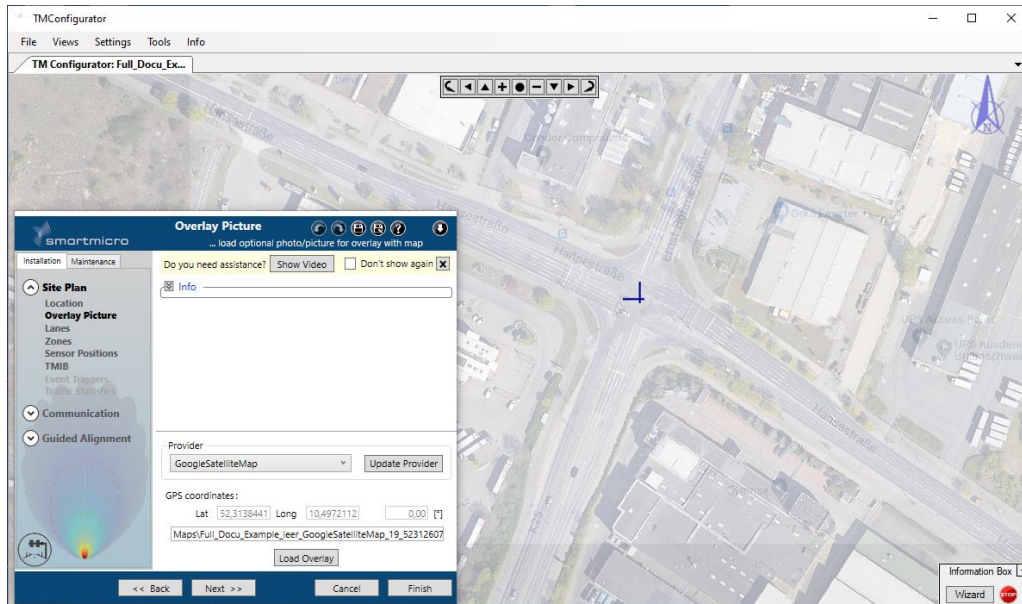 TMConfigurator
File Views Settings Tools Info
TM Configurator: Full_Docu_Ex...
Hansestraße
Hansestraße
Hansestraße
Hansestraße
UPS Access Point
N
smartmicro
Overlay Picture
... load optional photo/picture for overlay with map
Installation Maintenance
Do you need assistance? Show Video Don't show again
Info
Site Plan
Location
Overlay Picture
Lanes
Zones
Sensor Positions
TMIB
Event Triggers
Traffic Statistics
Communication
Guided Alignment
Provider
GoogleSatelliteMap Update Provider
GPS coordinates:
Lat 52,3138441 Long 10,4972112 0,00 [°]
Maps\Full_Docu_Example_leer_GoogleSatelliteMap_19_52312607
Load Overlay
<< Back Next >> Cancel Finish
Information Box
Wizard STOP